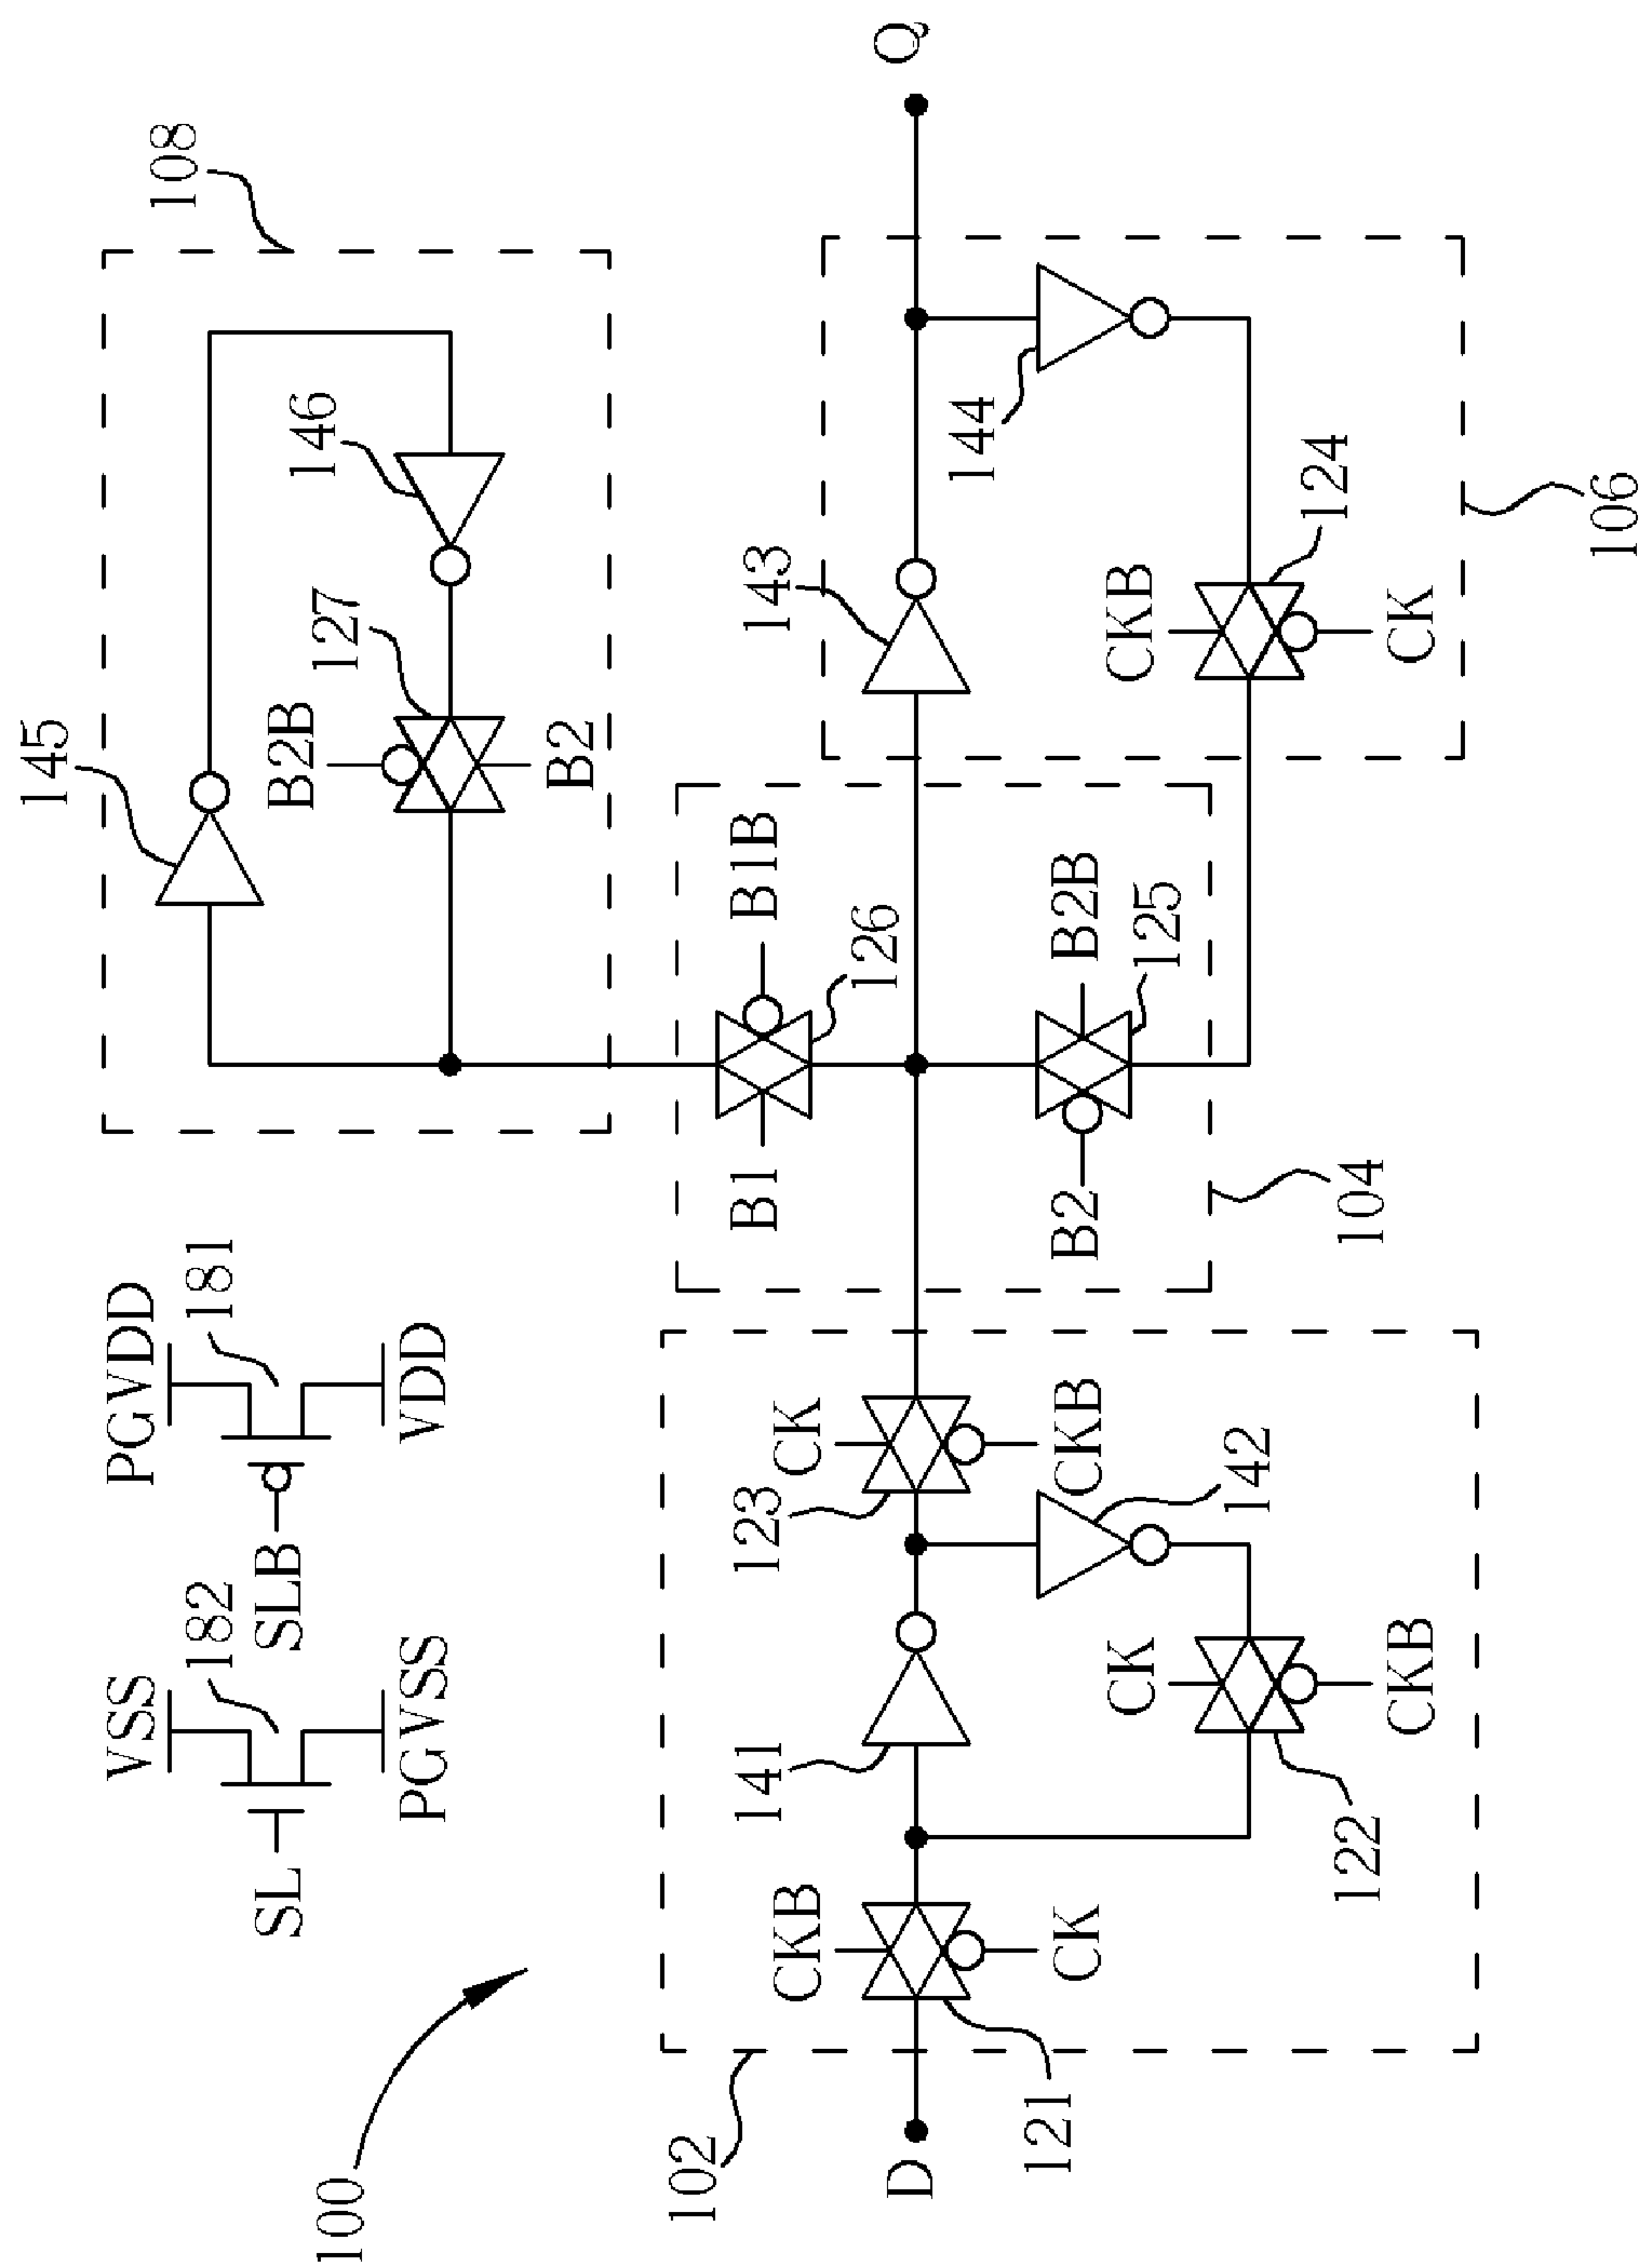 100
SL
VSS
182
PGVSS
SLB
PGVDD
181
VDD
145
B2B
127
B2
146
108
102
D
CKB
121
CK
141
CK
122
CKB
123
CK
CKB
142
B1
B1B
126
B2
B2B
125
104
143
144
CKB
124
CK
106
Q